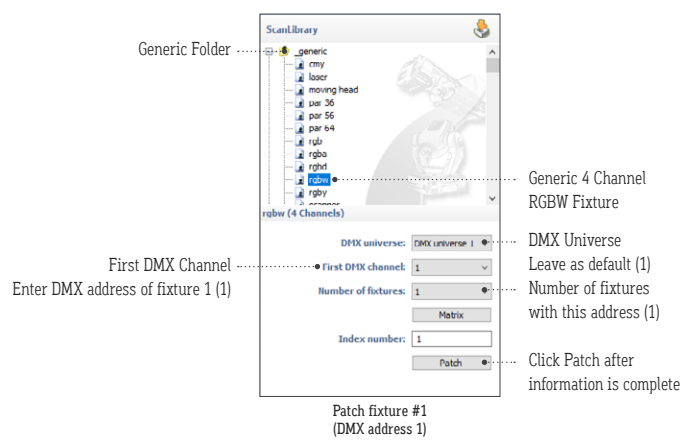 ScanLibrary
Generic Folder
_generic
cmy
laser
moving head
par 36
par 56
par 64
rgb
rgba
rgbd
rgbw
rgby
scanner
Generic 4 Channel
RGBW Fixture
rgbw (4 Channels)
DMX universe: DMX universe 1
DMX Universe
Leave as default (1)
First DMX Channel
Enter DMX address of fixture 1 (1)
First DMX channel: 1
Number of fixtures: 1
Number of fixtures
with this address (1)
Matrix
Index number: 1
Patch
Click Patch after
information is complete
Patch fixture #1
(DMX address 1)